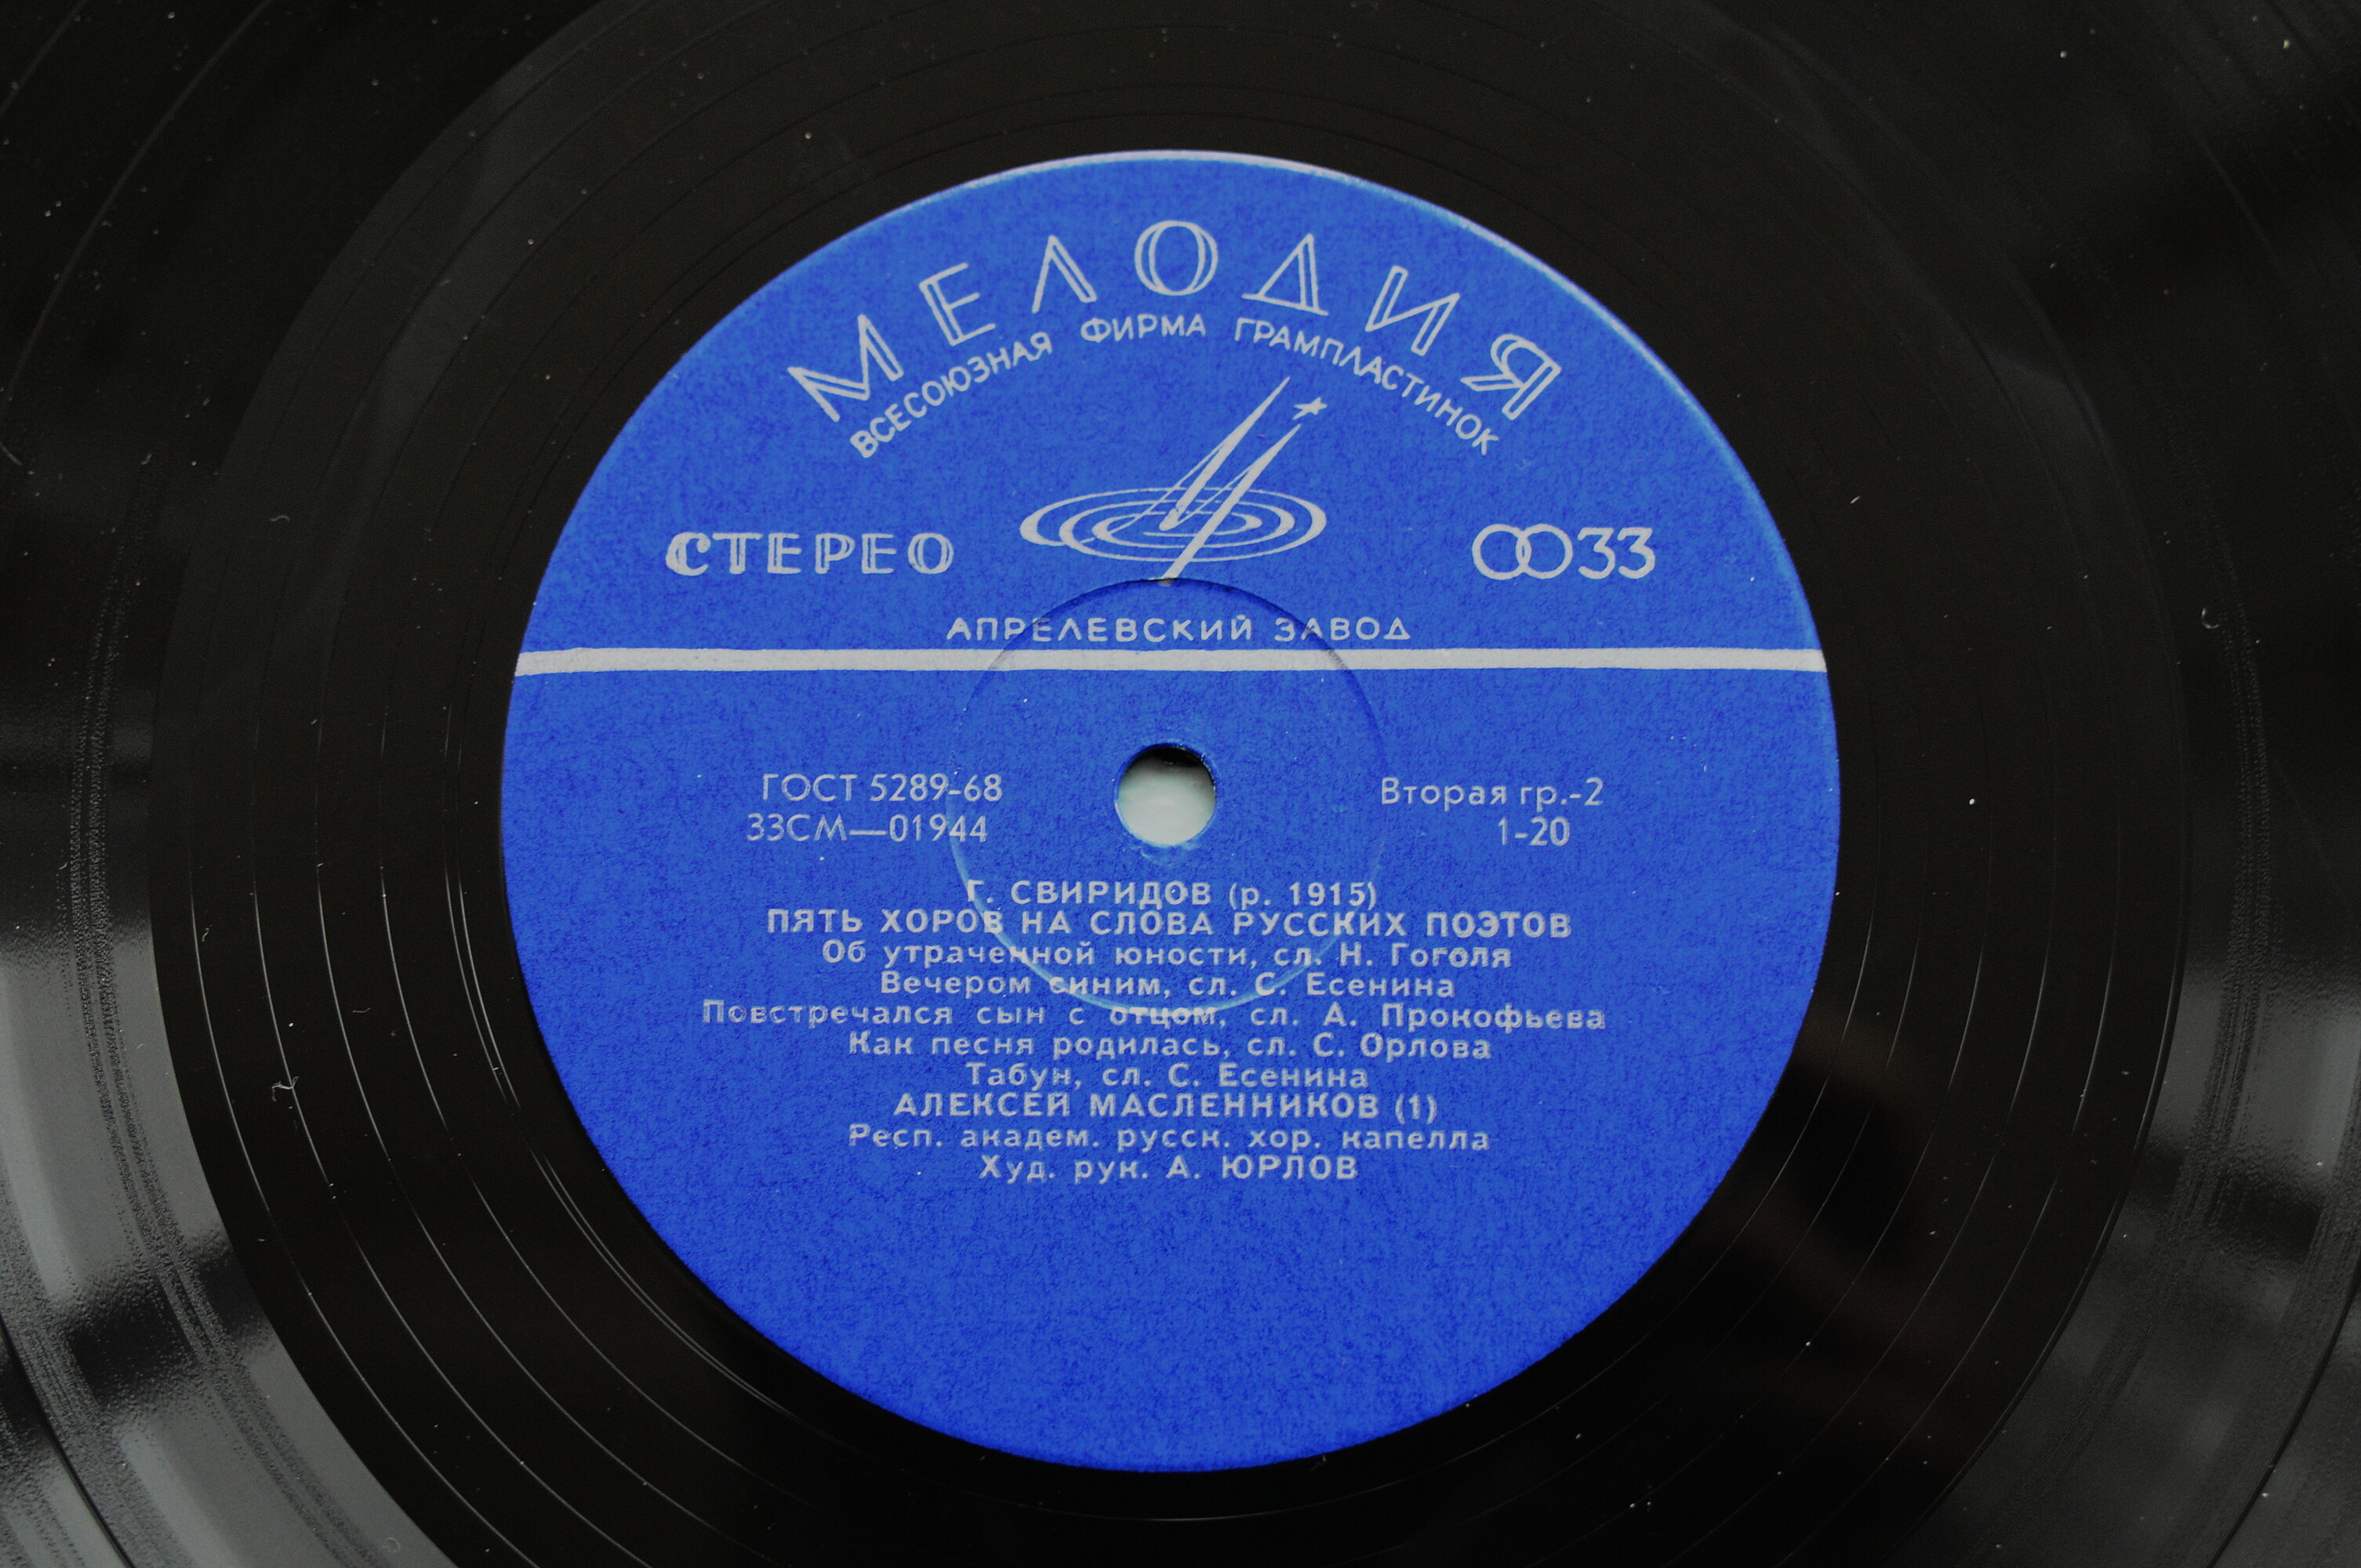 МЕЛОДИЯ
ВСЕСОЮЗНАЯ ФИРМА ГРАМПЛАСТИНОК
СТЕРЕО
33
АПРЕЛЕВСКИЙ ЗАВОД
ГОСТ 5289-68
Вторая гр.-2
33СМ—01944
1-20
Г. СВИРИДОВ (р. 1915)
ПЯТЬ ХОРОВ НА СЛОВА РУССКИХ ПОЭТОВ
Об утраченной юности, сл. Н. Гоголя
Вечером синим, сл. С. Есенина
Повстречался сын с отцом, сл. А. Прокофьева
Как песня родилась, сл. С. Орлова
Табун, сл. С. Есенина
АЛЕКСЕЙ МАСЛЕННИКОВ (1)
Респ. академ. русск. хор. капелла
Худ. рук. А. ЮРЛОВ